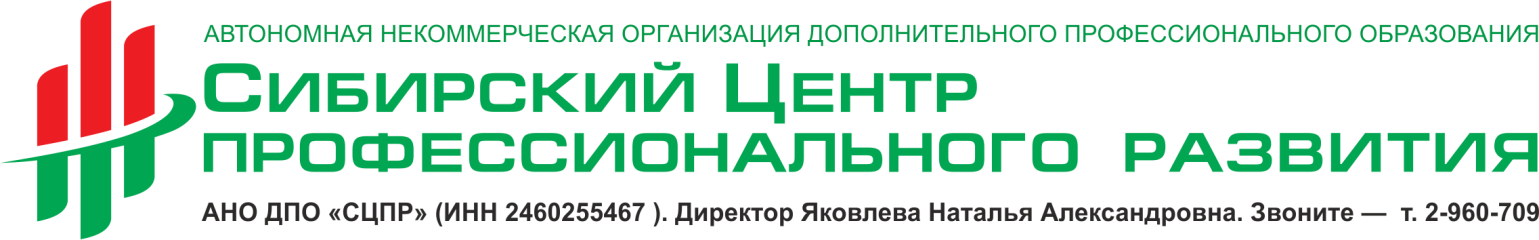 АВТОНОМНАЯ НЕКОММЕРЧЕСКАЯ ОРГАНИЗАЦИЯ ДОПОЛНИТЕЛЬНОГО ПРОФЕССИОНАЛЬНОГО ОБРАЗОВАНИЯ
СИБИРСКИЙ ЦЕНТР
ПРОФЕССИОНАЛЬНОГО РАЗВИТИЯ
АНО ДПО «СЦПР» (ИНН 2460255467 ). Директор Яковлева Наталья Александровна. Звоните — т. 2-960-709